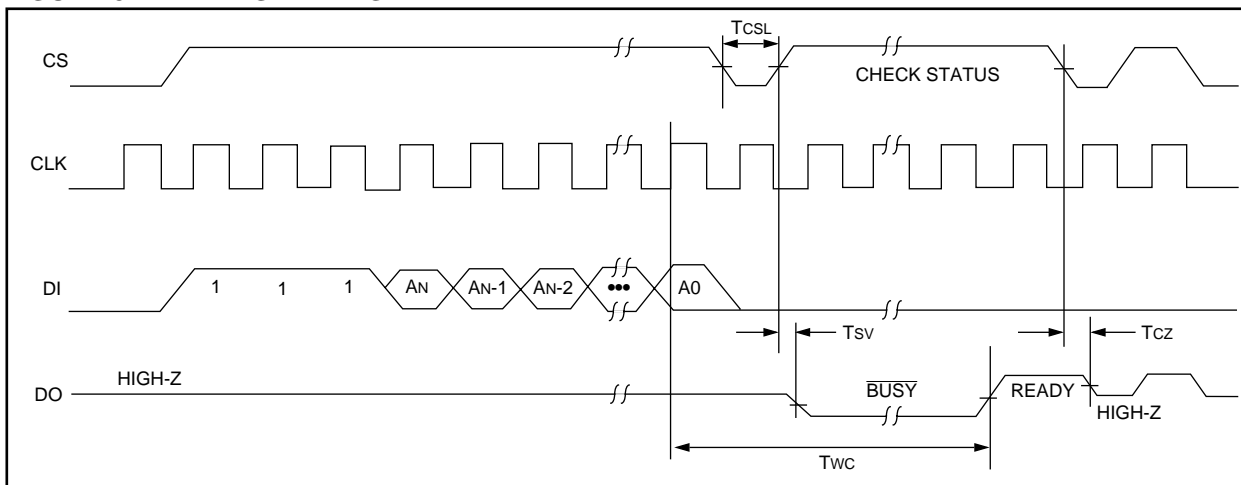 CS
TCSL
CHECK STATUS
CLK
DI
1 1 1 AN AN-1 AN-2 ••• A0
TSV
TCZ
DO
HIGH-Z
BUSY
READY
HIGH-Z
TWC